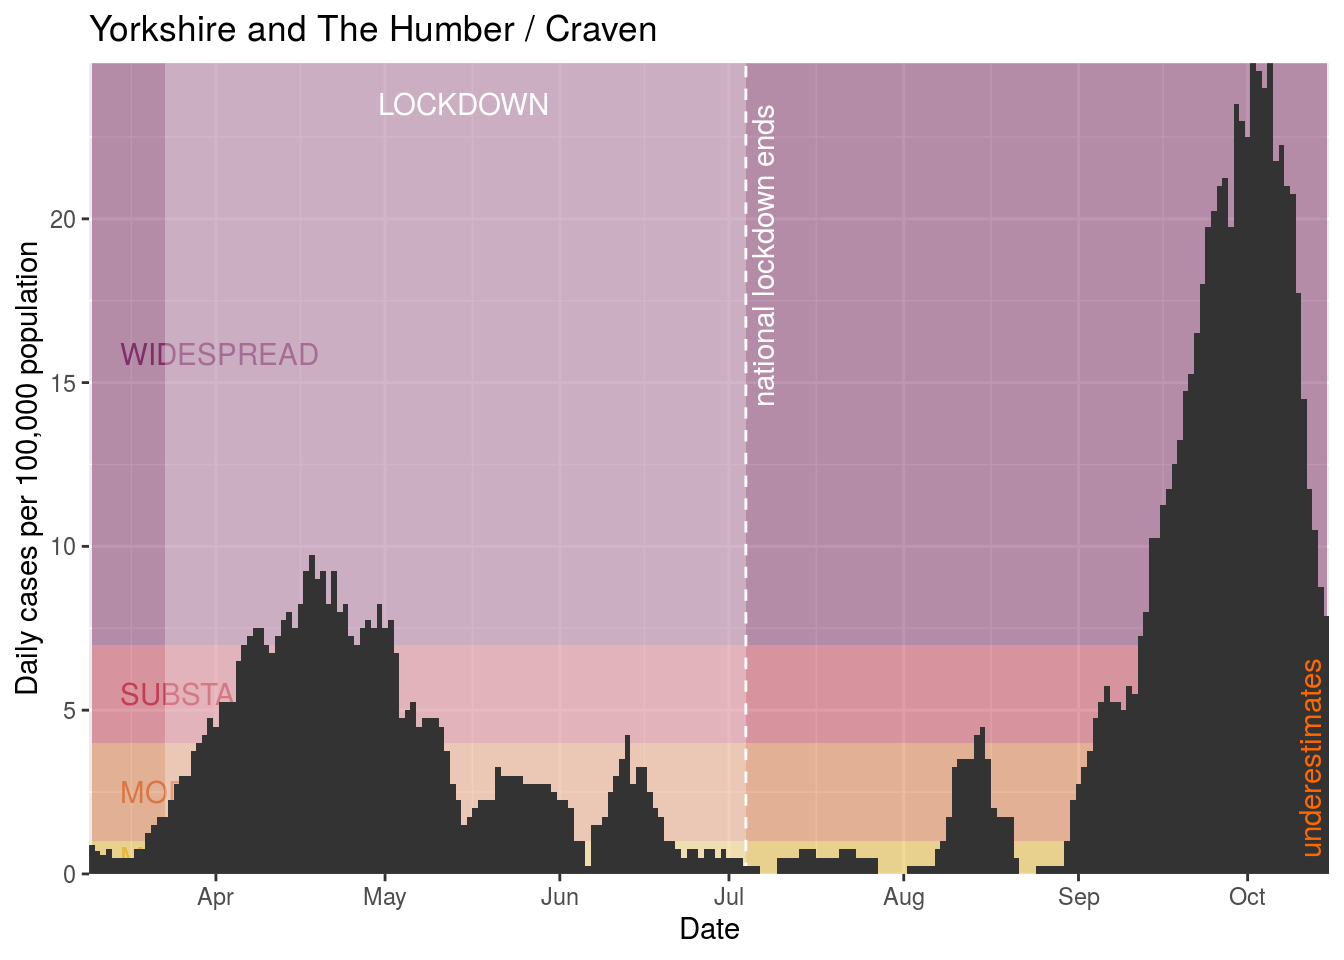 Yorkshire and The Humber / Craven
LOCKDOWN
national lockdown ends
WIDESPREAD
SUBSTA
MO
underestimates
Daily cases per 100,000 population
20
15
10
5
0
Apr
May
Jun
Jul
Aug
Sep
Oct
Date